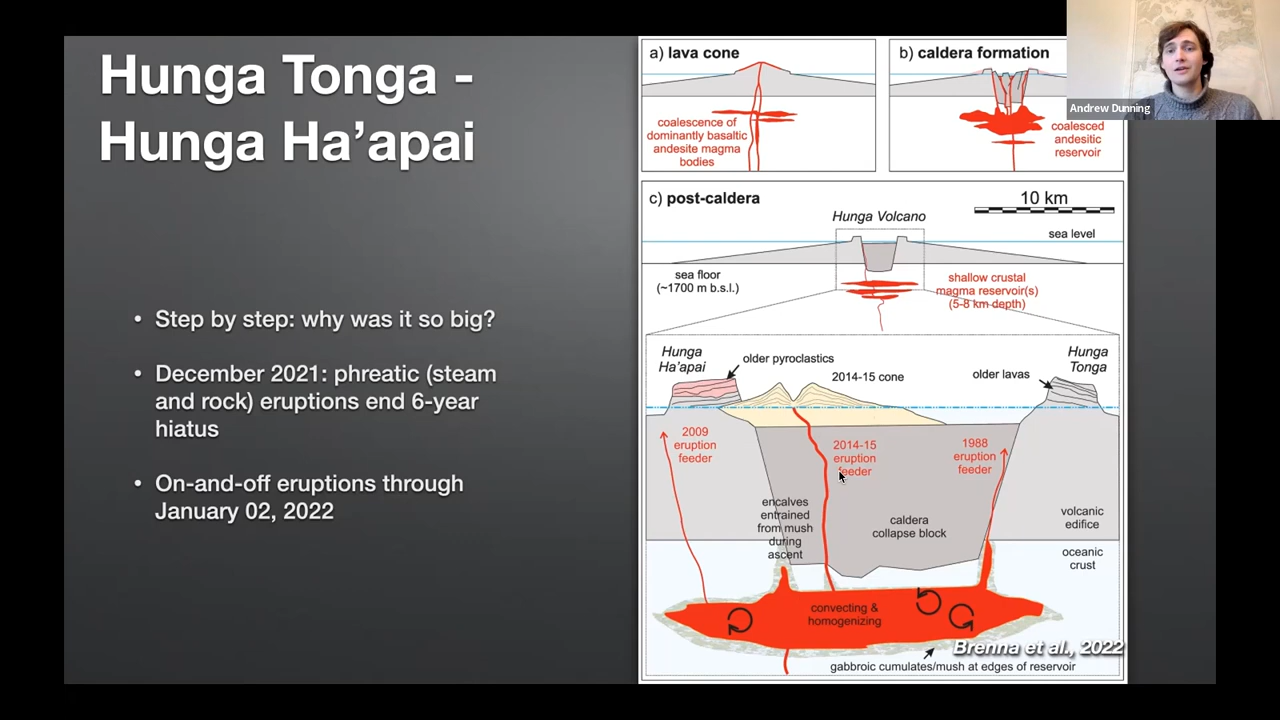 Hunga Tonga -
Hunga Ha’apai
• Step by step: why was it so big?
• December 2021: phreatic (steam
and rock) eruptions end 6-year
hiatus
• On-and-off eruptions through
January 02, 2022
a) lava cone
coalescence of
dominantly basaltic
andesite magma
bodies
b) caldera formation
coalesced
andesitic
reservoir
Andrew Dunning
c) post-caldera
10 km
Hunga Volcano
sea level
sea floor
(~1700 m b.s.l.)
shallow crustal
magma reservoir(s)
(5-8 km depth)
Hunga
Ha’apai
older pyroclastics
2014-15 cone
older lavas
Hunga
Tonga
2009
eruption
feeder
2014-15
eruption
feeder
1988
eruption
feeder
encalves
entrained
from mush
during
ascent
caldera
collapse block
volcanic
edifice
oceanic
crust
convecting &
homogenizing
Brenna et al., 2022
gabbroic cumulates/mush at edges of reservoir